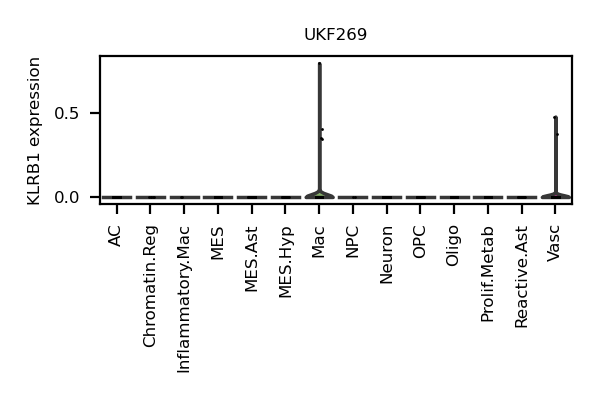 UKF269
KLRB1 expression
0.5
0.0
AC
Chromatin.Reg
Inflammatory.Mac
MES
MES.Ast
MES.Hyp
Mac
NPC
Neuron
OPC
Oligo
Prolif.Metab
Reactive.Ast
Vasc